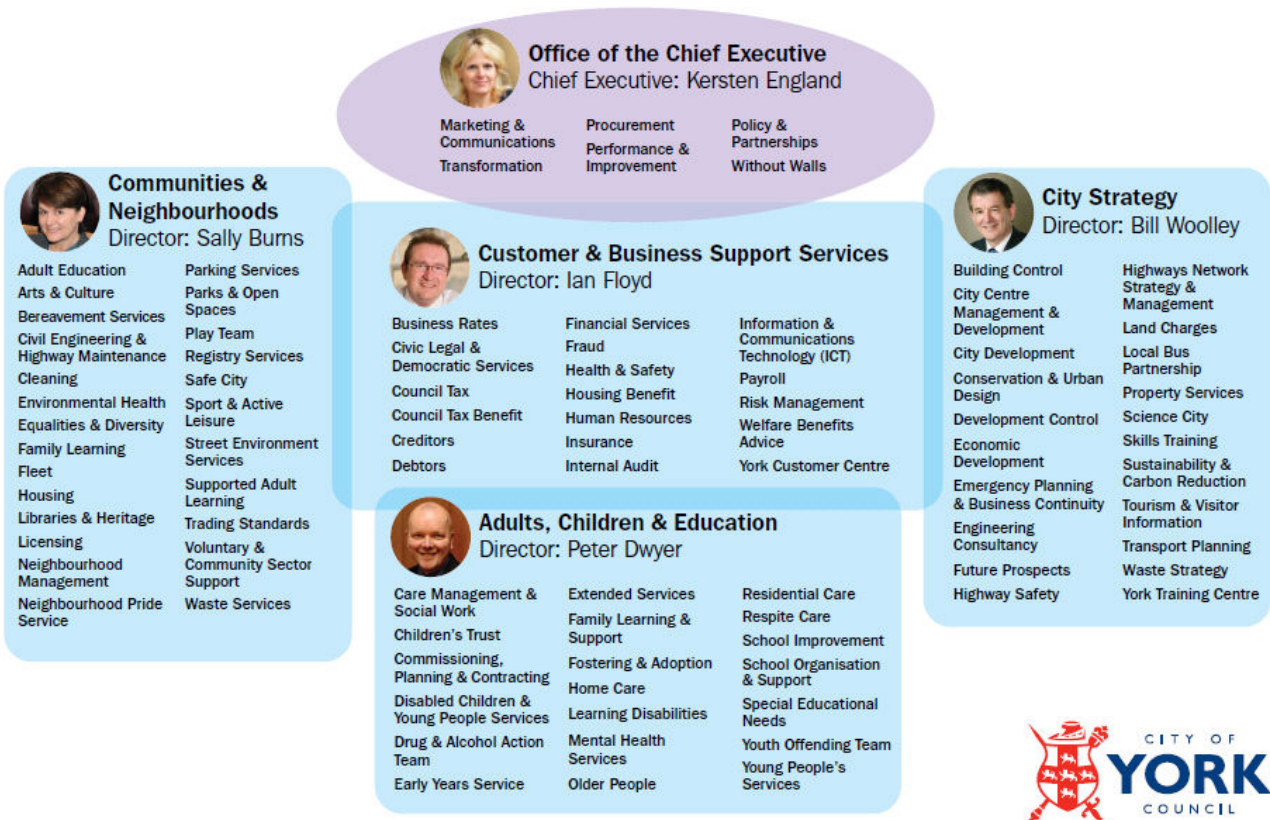 Office of the Chief Executive
Chief Executive: Kersten England
Marketing &
Communications
Transformation
Procurement
Performance &
Improvement
Policy &
Partnerships
Without Walls
Communities &
Neighbourhoods
Director: Sally Burns
Adult Education
Arts & Culture
Bereavement Services
Civil Engineering &
Highway Maintenance
Cleaning
Environmental Health
Equalities & Diversity
Family Learning
Fleet
Housing
Libraries & Heritage
Licensing
Neighbourhood
Management
Neighbourhood Pride
Service
Parking Services
Parks & Open
Spaces
Play Team
Registry Services
Safe City
Sport & Active
Leisure
Street Environment
Services
Supported Adult
Learning
Trading Standards
Voluntary &
Community Sector
Support
Waste Services
Customer & Business Support Services
Director: Ian Floyd
Business Rates
Civic Legal &
Democratic Services
Council Tax
Council Tax Benefit
Creditors
Debtors
Financial Services
Fraud
Health & Safety
Housing Benefit
Human Resources
Insurance
Internal Audit
Information &
Communications
Technology (ICT)
Payroll
Risk Management
Welfare Benefits
Advice
York Customer Centre
City Strategy
Director: Bill Woolley
Building Control
City Centre
Management &
Development
City Development
Conservation & Urban
Design
Development Control
Economic
Development
Emergency Planning
& Business Continuity
Engineering
Consultancy
Future Prospects
Highway Safety
Highways Network
Strategy &
Management
Land Charges
Local Bus
Partnership
Property Services
Science City
Skills Training
Sustainability &
Carbon Reduction
Tourism & Visitor
Information
Transport Planning
Waste Strategy
York Training Centre
Adults, Children & Education
Director: Peter Dwyer
Care Management &
Social Work
Children's Trust
Commissioning,
Planning & Contracting
Disabled Children &
Young People Services
Drug & Alcohol Action
Team
Early Years Service
Extended Services
Family Learning &
Support
Fostering & Adoption
Home Care
Learning Disabilities
Mental Health
Services
Older People
Residential Care
Respite Care
School Improvement
School Organisation
& Support
Special Educational
Needs
Youth Offending Team
Young People's
Services
CITY OF
YORK
COUNCIL